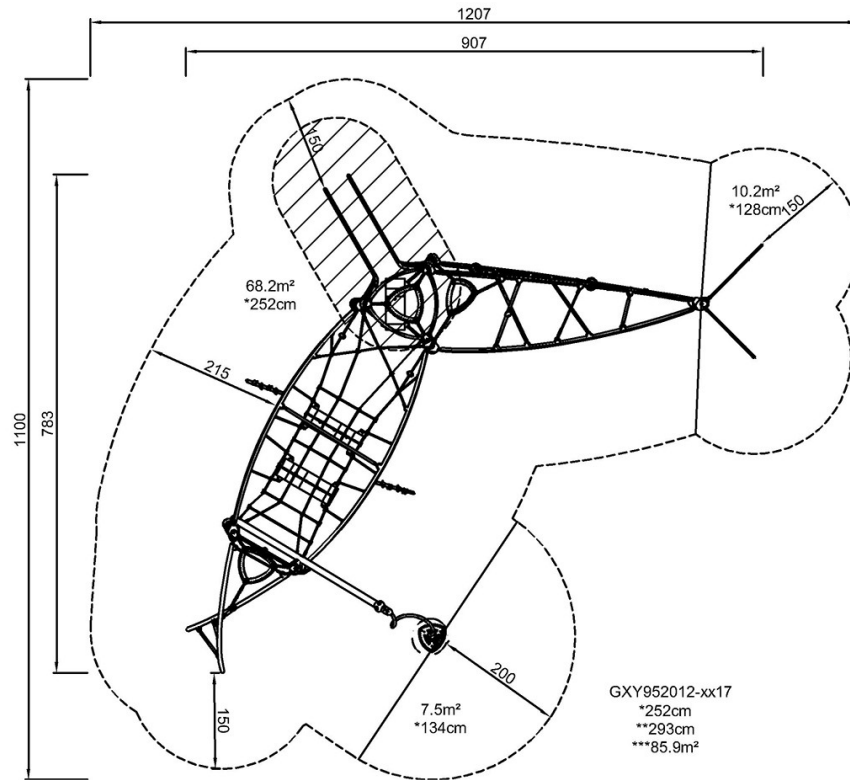 1207
907
150
10.2m²
*128cm
150
68.2m²
*252cm
215
1100
783
200
150
7.5m²
*134cm
GXY952012-xx17
*252cm
**293cm
***85.9m²